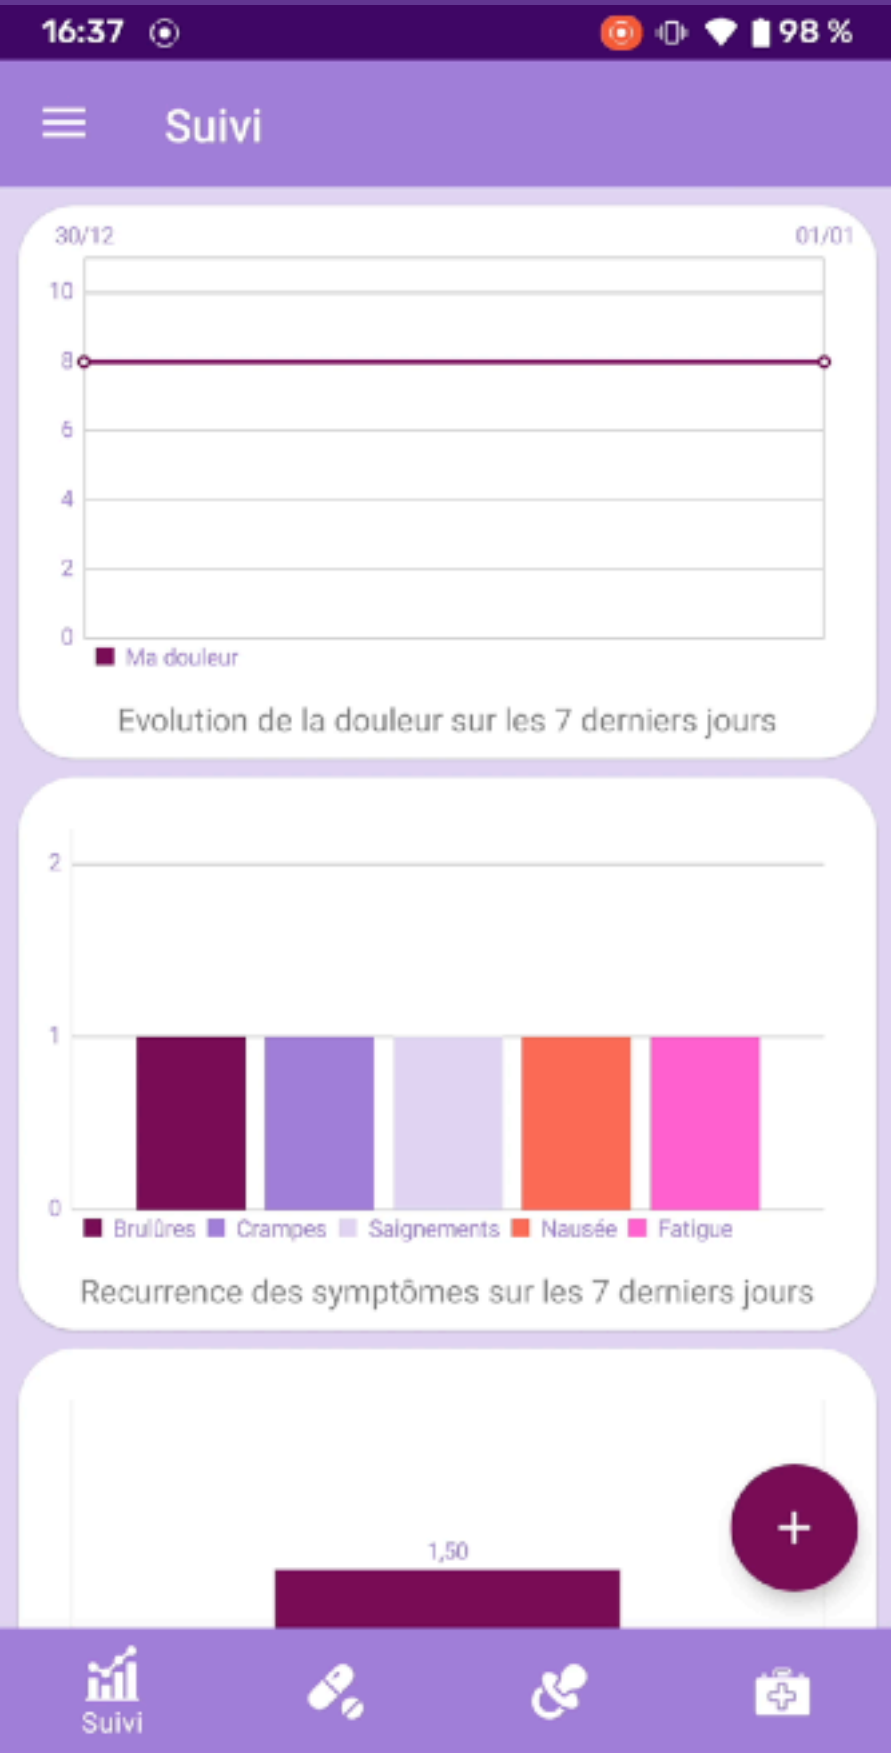 16:37 98 %
Suivi
30/12 01/01
10
8
6
4
2
0
Ma douleur
Evolution de la douleur sur les 7 derniers jours
2
1
0
Brulûres Crampes Saignements Nausée Fatigue
Recurrence des symptômes sur les 7 derniers jours
1,50
+
Suivi